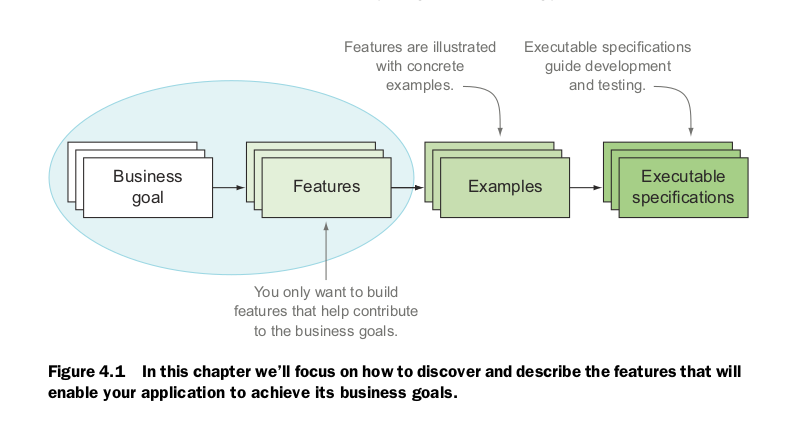 Features are illustrated
with concrete
examples.
Executable specifications
guide development
and testing.
Business
goal
Features
Examples
Executable
specifications
You only want to build
features that help contribute
to the business goals.
Figure 4.1 In this chapter we’ll focus on how to discover and describe the features that will
enable your application to achieve its business goals.